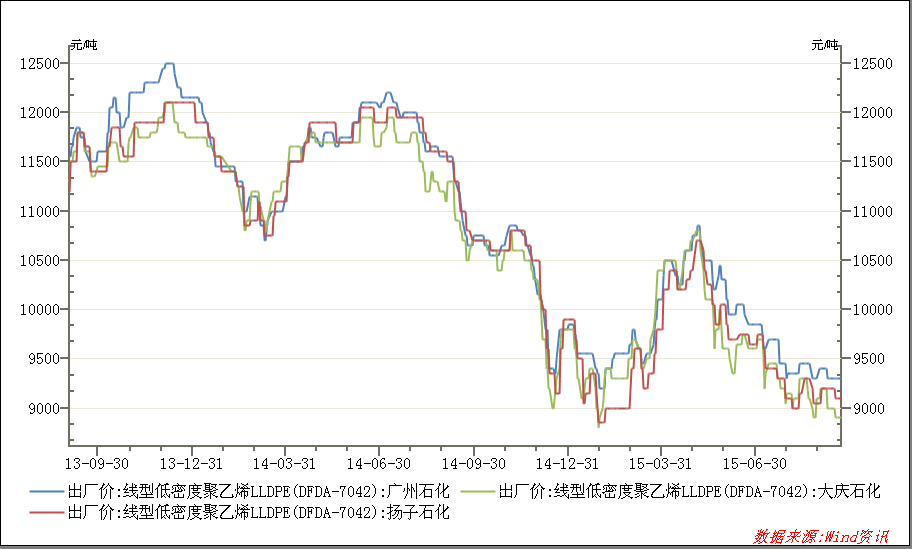 元/吨 元/吨
12500 12500
12000 12000
11500 11500
11000 11000
10500 10500
10000 10000
9500 9500
9000 9000
13-09-30 13-12-31 14-03-31 14-06-30 14-09-30 14-12-31 15-03-31 15-06-30
出厂价:线型低密度聚乙烯LLDPE(DFDA-7042):广州石化 出厂价:线型低密度聚乙烯LLDPE(DFDA-7042):大庆石化
出厂价:线型低密度聚乙烯LLDPE(DFDA-7042):扬子石化
数据来源:Wind资讯